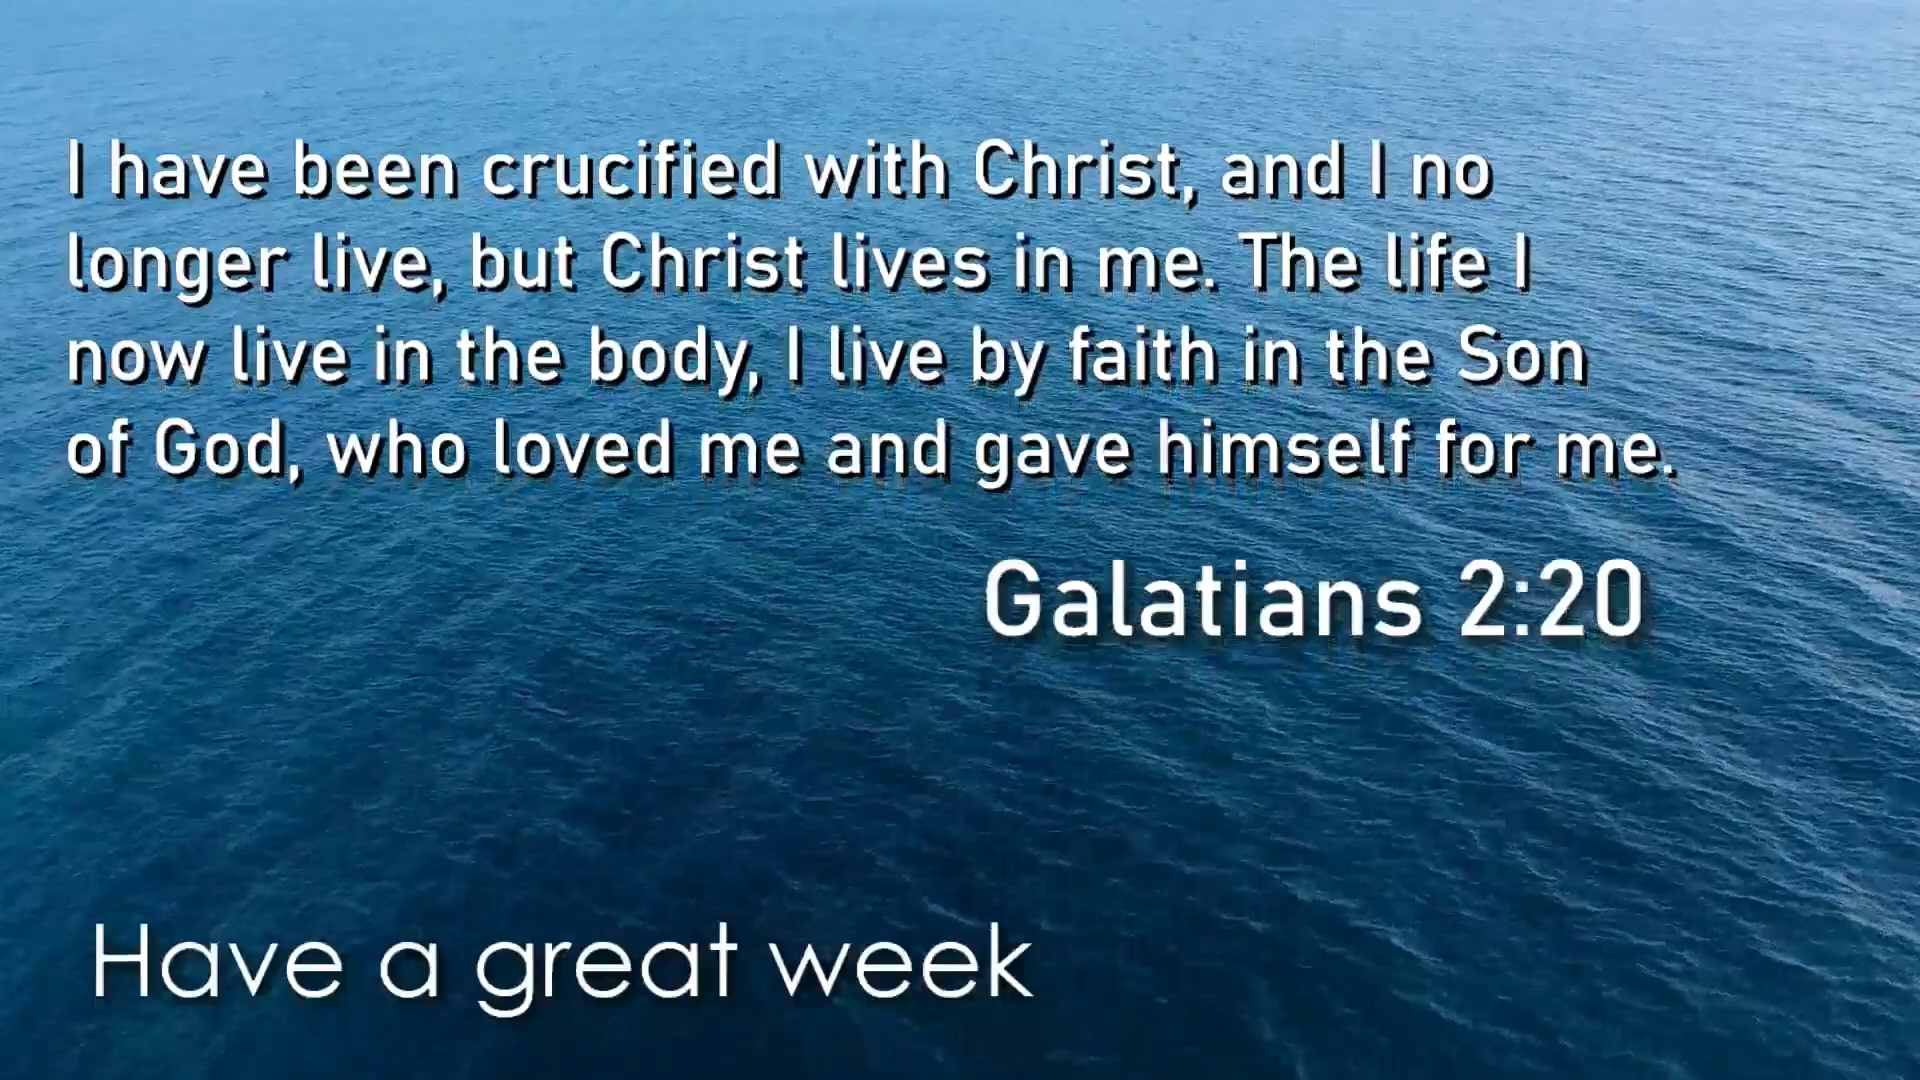 I have been crucified with Christ, and I no
longer live, but Christ lives in me. The life I
now live in the body, I live by faith in the Son
of God, who loved me and gave himself for me.
Galatians 2:20
Have a great week